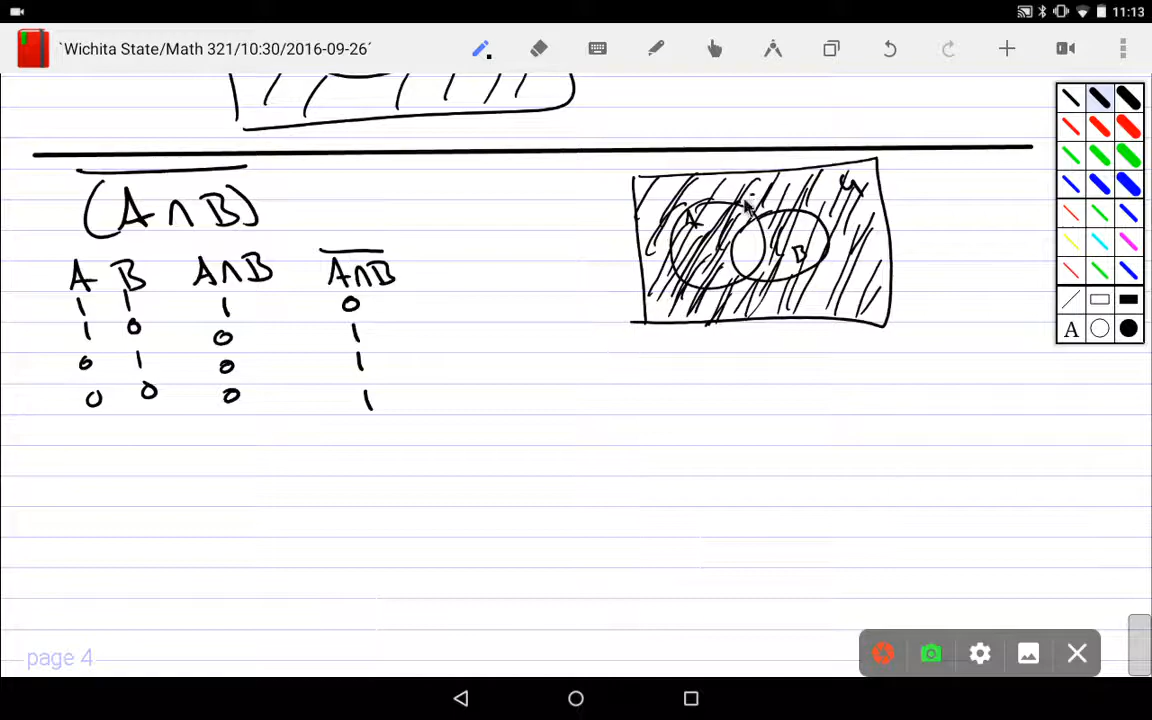 11:13
`Wichita State/Math 321/10:30/2016-09-26´
A
(A∩B)‾
A B A∩B A∩B‾
1 1 1 0
1 0 0 1
0 1 0 1
0 0 0 1
A
B
U
page 4